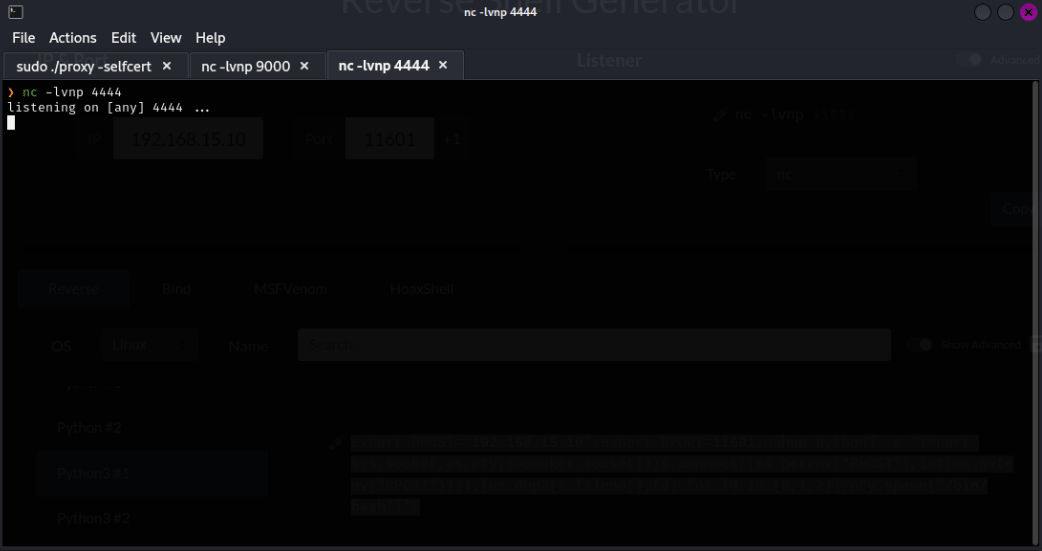 Reverse Shell Generator
nc -lvnp 4444
File Actions Edit View Help
sudo ./proxy -selfcert × nc -lvnp 9000 × nc -lvnp 4444 ×
Listener
Advanced
❯ nc -lvnp 4444
listening on [any] 4444 ...
IP 192.168.15.10 Port 11601 +1
nc -lvnp
Type nc
Copy
Reverse Bind MSFVenom HoaxShell
OS Linux Name Search... Show Advanced
Python #2
Python3 #1
Python3 #2